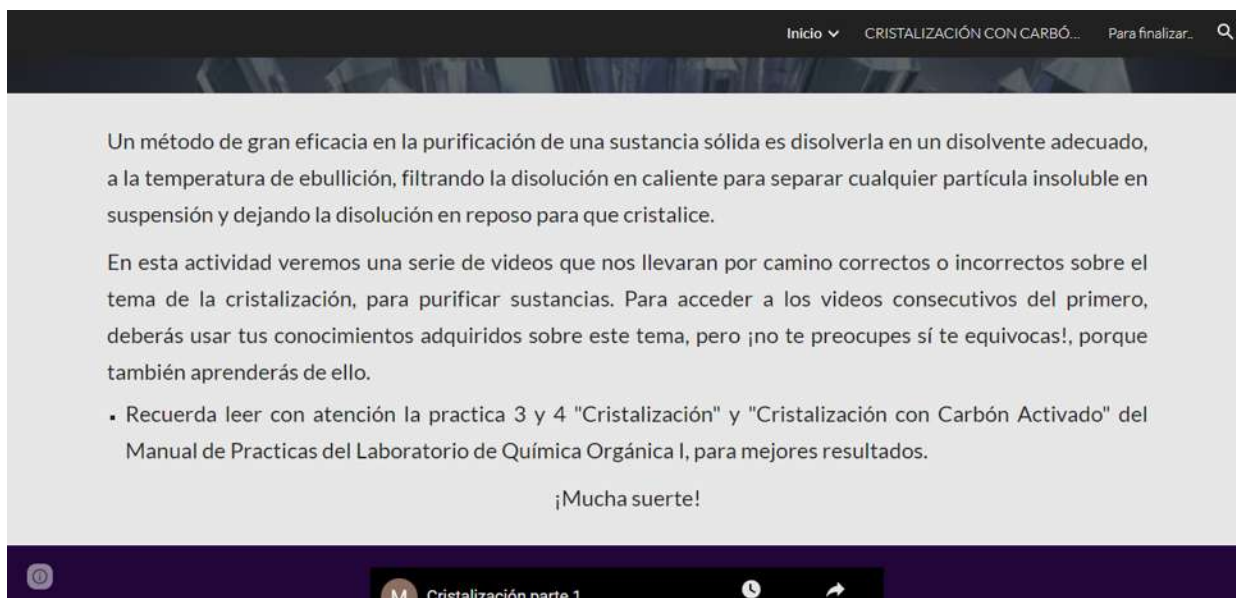 Inicio CRISTALIZACIÓN CON CARBÓ... Para finalizar..
Un método de gran eficacia en la purificación de una sustancia sólida es disolverla en un disolvente adecuado,
a la temperatura de ebullición, filtrando la disolución en caliente para separar cualquier partícula insoluble en
suspensión y dejando la disolución en reposo para que cristalice.
En esta actividad veremos una serie de videos que nos llevaran por camino correctos o incorrectos sobre el
tema de la cristalización, para purificar sustancias. Para acceder a los videos consecutivos del primero,
deberás usar tus conocimientos adquiridos sobre este tema, pero ¡no te preocupes sí te equivocas!, porque
también aprenderás de ello.
▪ Recuerda leer con atención la practica 3 y 4 "Cristalización" y "Cristalización con Carbón Activado" del
Manual de Practicas del Laboratorio de Química Orgánica I, para mejores resultados.
¡Mucha suerte!
M Cristalización parte 1